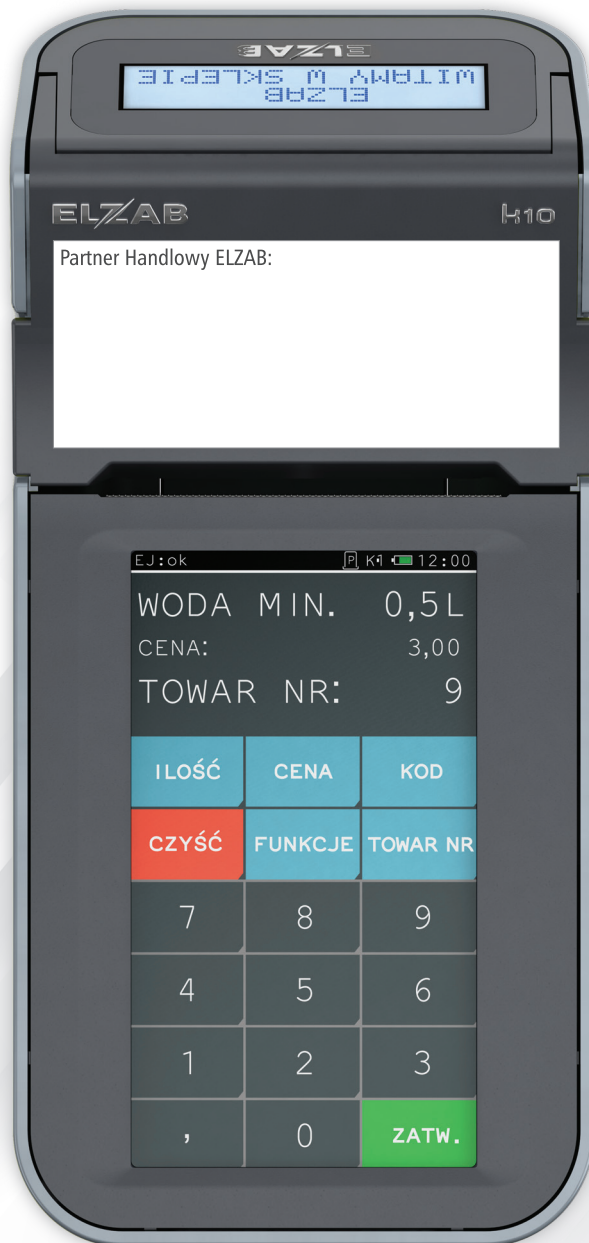 ELZAB
ELZAB
WITAMY W SKLEPIE
ELZAB
K10
Partner Handlowy ELZAB:
EJ:ok P K1 12:00
WODA MIN. 0,5L
CENA: 3,00
TOWAR NR: 9
ILOŚĆ CENA KOD
CZYŚĆ FUNKCJE TOWAR NR
7 8 9
4 5 6
1 2 3
, 0 ZATW.